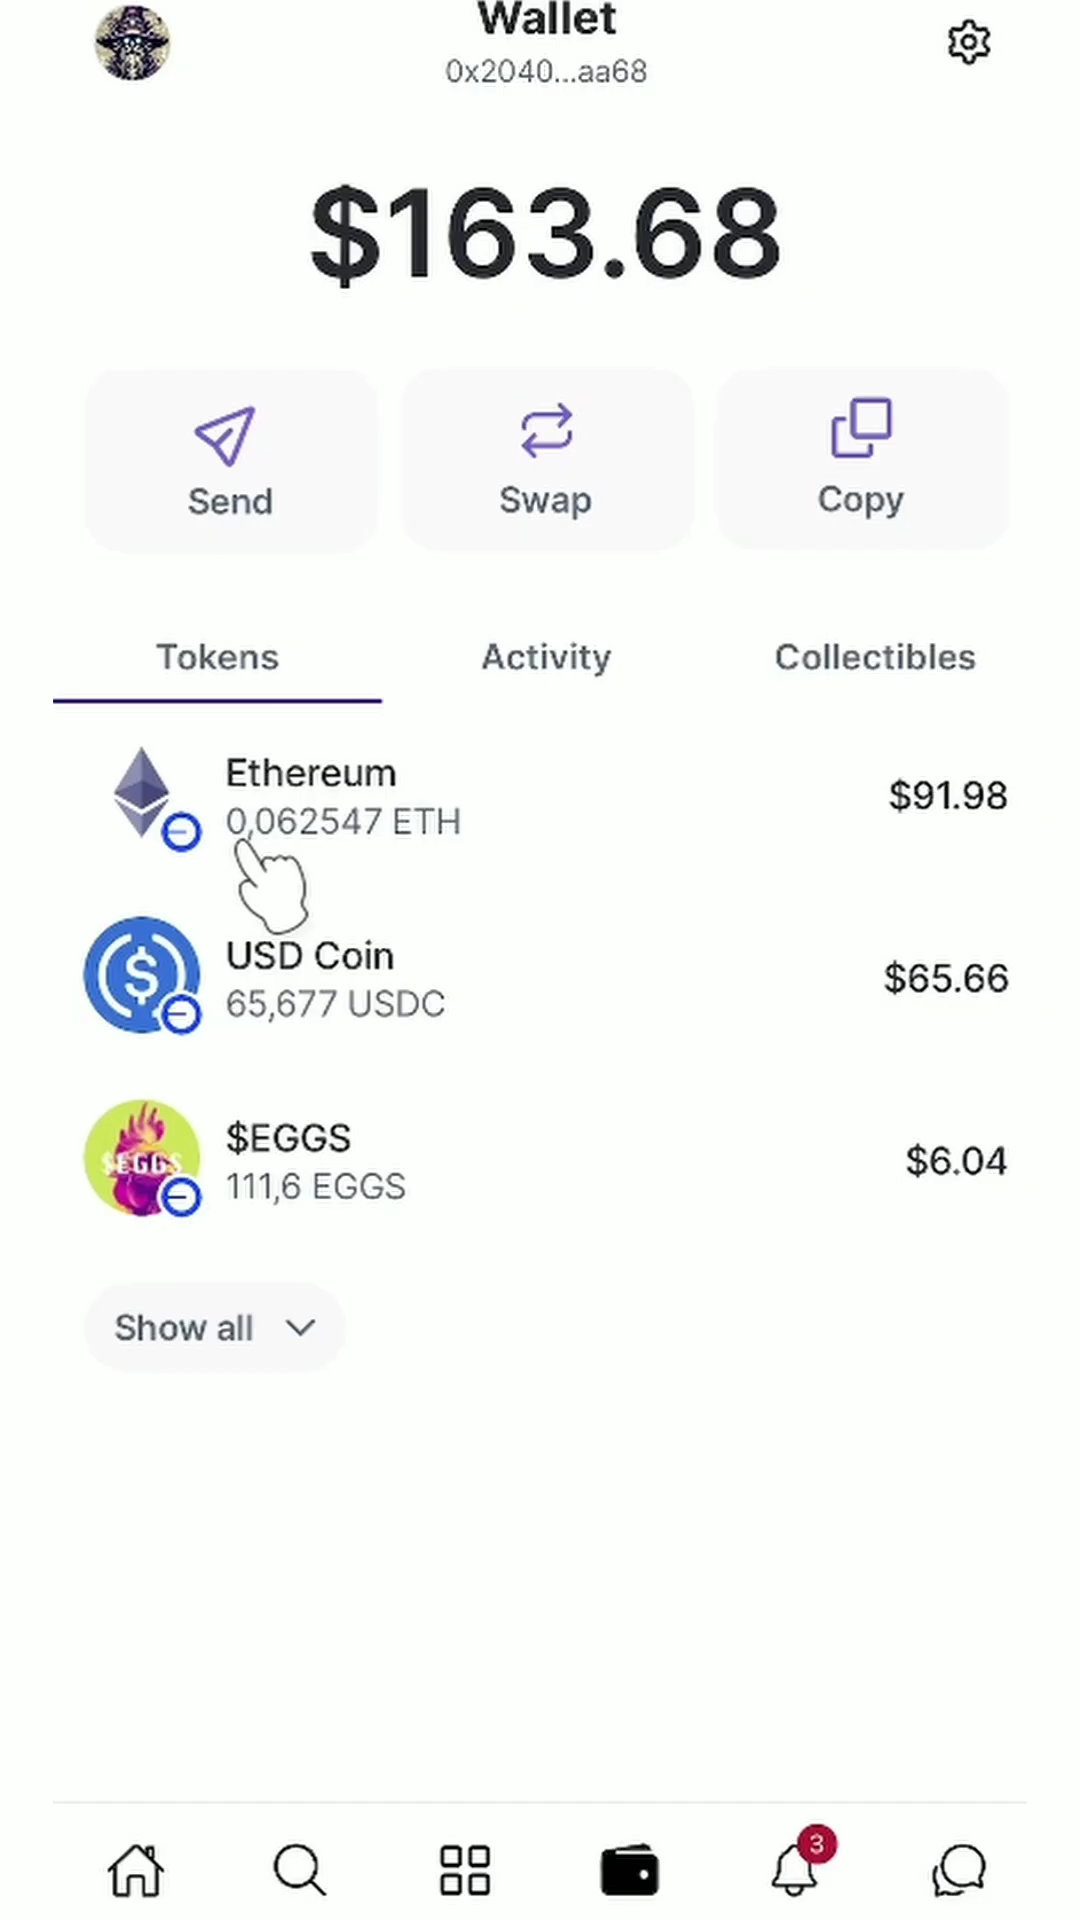 Wallet
0x2040...aa68
$163.68
Send
Swap
Copy
Tokens
Activity
Collectibles
Ethereum
0,062547 ETH
$91.98
USD Coin
65,677 USDC
$65.66
$EGGS
$EGGS
111,6 EGGS
$6.04
Show all
3